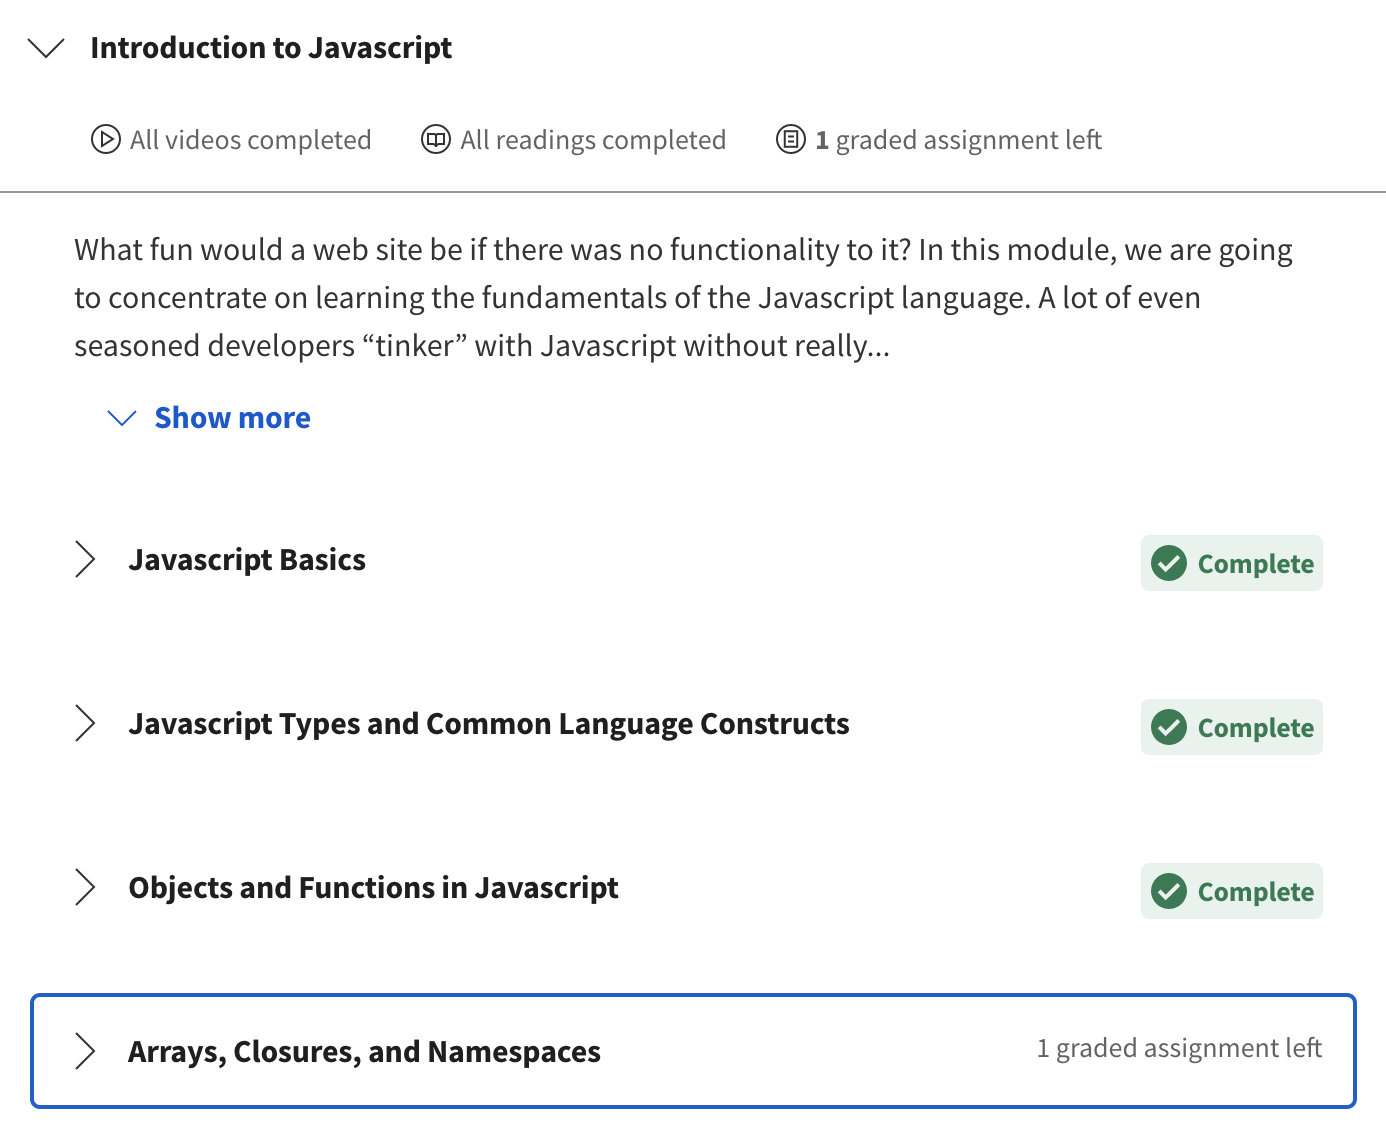 Introduction to Javascript
All videos completed All readings completed 1 graded assignment left
What fun would a web site be if there was no functionality to it? In this module, we are going
to concentrate on learning the fundamentals of the Javascript language. A lot of even
seasoned developers “tinker” with Javascript without really...
Show more
Javascript Basics Complete
Javascript Types and Common Language Constructs Complete
Objects and Functions in Javascript Complete
Arrays, Closures, and Namespaces 1 graded assignment left